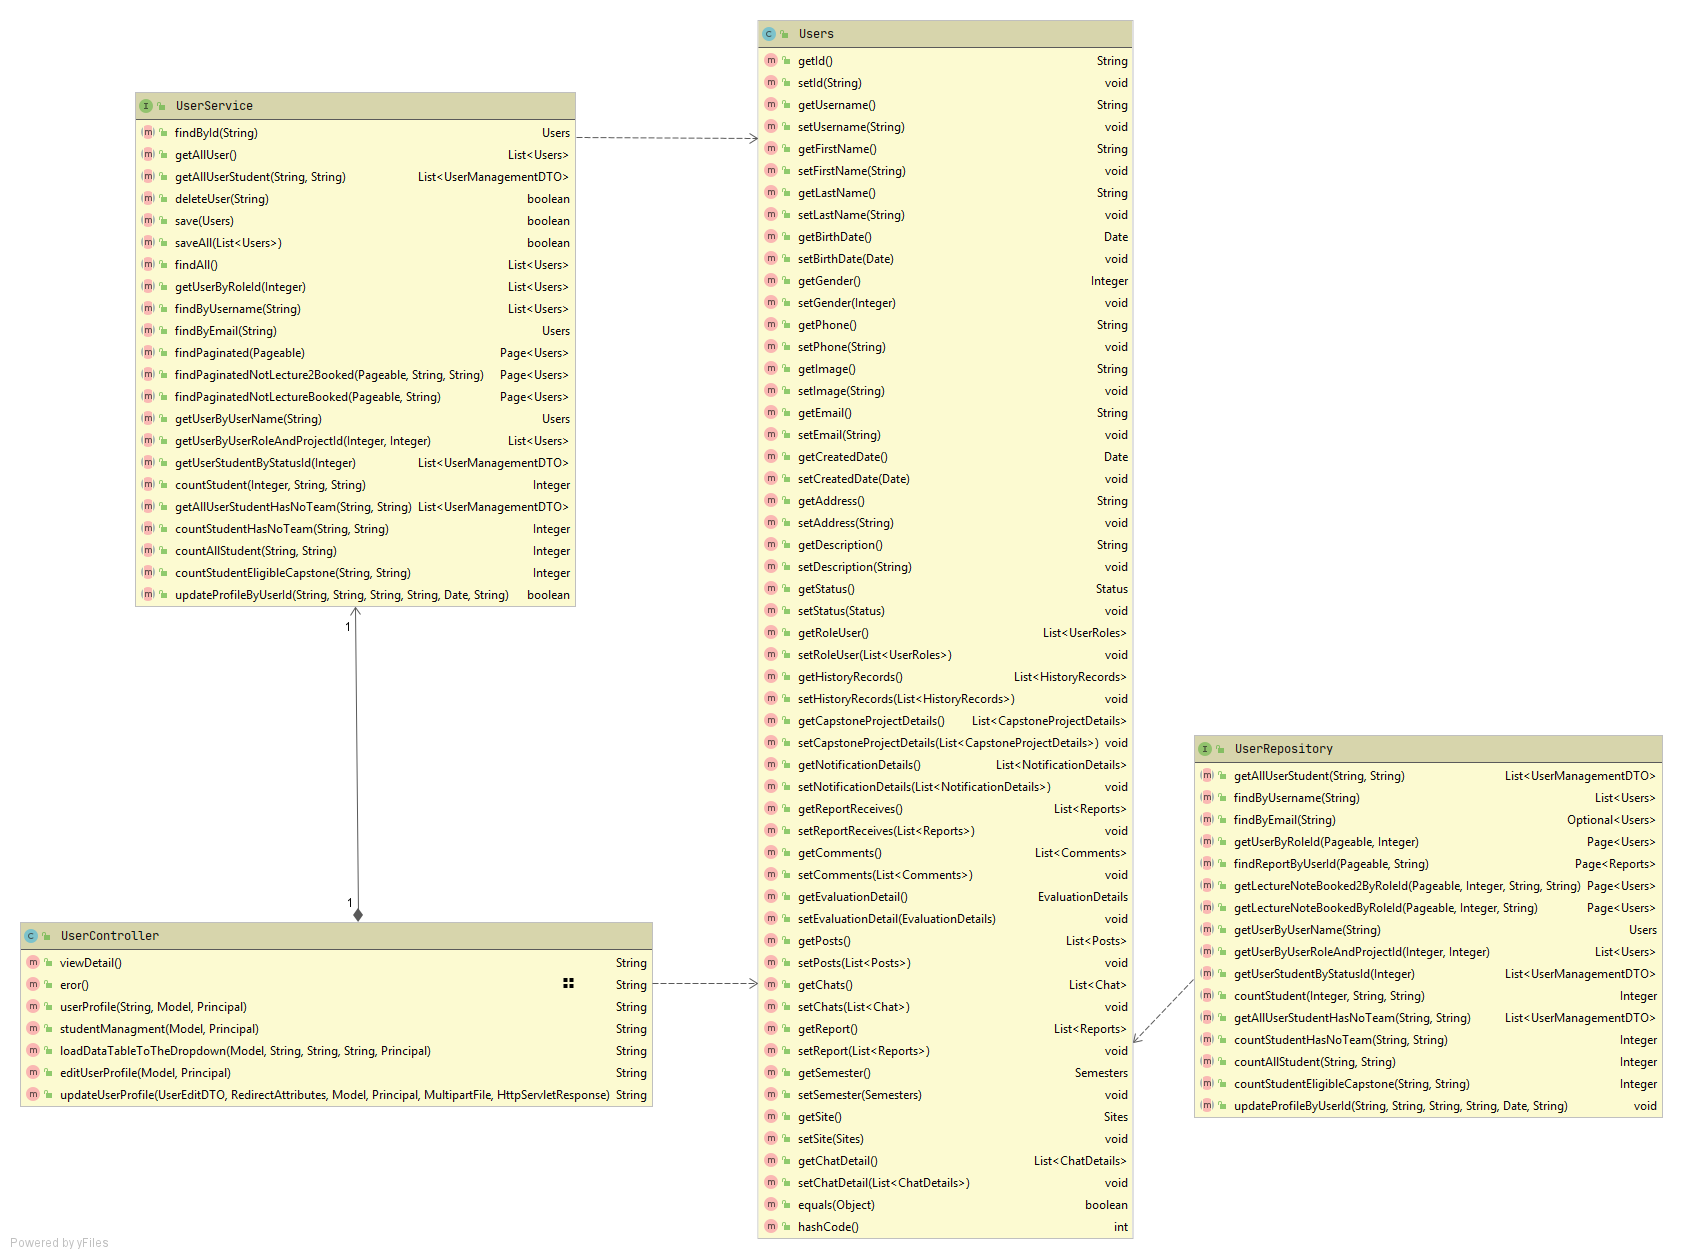 UserService
findById(String) Users
getAllUser() List<Users>
getAllUserStudent(String, String) List<UserManagementDTO>
deleteUser(String) boolean
save(Users) boolean
saveAll(List<Users>) boolean
findAll() List<Users>
getUserByRoleId(Integer) List<Users>
findByUsername(String) List<Users>
findByEmail(String) Users
findPaginated(Pageable) Page<Users>
findPaginatedNotLecture2Booked(Pageable, String, String) Page<Users>
findPaginatedNotLectureBooked(Pageable, String) Page<Users>
getUserByUserName(String) Users
getUserByUserRoleAndProjectId(Integer, Integer) List<Users>
getUserStudentByStatusId(Integer) List<UserManagementDTO>
countStudent(Integer, String, String) Integer
getAllUserStudentHasNoTeam(String, String) List<UserManagementDTO>
countStudentHasNoTeam(String, String) Integer
countAllStudent(String, String) Integer
countStudentEligibleCapstone(String, String) Integer
updateProfileByUserId(String, String, String, String, Date, String) boolean
1
1
UserController
viewDetail() String
eror() String
userProfile(String, Model, Principal) String
studentManagment(Model, Principal) String
loadDataTableToTheDropdown(Model, String, String, String, Principal) String
editUserProfile(Model, Principal) String
updateUserProfile(UserEditDTO, RedirectAttributes, Model, Principal, MultipartFile, HttpServletResponse) String
Users
getId() String
setId(String) void
getUsername() String
setUsername(String) void
getFirstName() String
setFirstName(String) void
getLastName() String
setLastName(String) void
getBirthDate() Date
setBirthDate(Date) void
getGender() Integer
setGender(Integer) void
getPhone() String
setPhone(String) void
getImage() String
setImage(String) void
getEmail() String
setEmail(String) void
getCreatedDate() Date
setCreatedDate(Date) void
getAddress() String
setAddress(String) void
getDescription() String
setDescription(String) void
getStatus() Status
setStatus(Status) void
getRoleUser() List<UserRoles>
setRoleUser(List<UserRoles>) void
getHistoryRecords() List<HistoryRecords>
setHistoryRecords(List<HistoryRecords>) void
getCapstoneProjectDetails() List<CapstoneProjectDetails>
setCapstoneProjectDetails(List<CapstoneProjectDetails>) void
getNotificationDetails() List<NotificationDetails>
setNotificationDetails(List<NotificationDetails>) void
getReportReceives() List<Reports>
setReportReceives(List<Reports>) void
getComments() List<Comments>
setComments(List<Comments>) void
getEvaluationDetail() EvaluationDetails
setEvaluationDetail(EvaluationDetails) void
getPosts() List<Posts>
setPosts(List<Posts>) void
getChats() List<Chat>
setChats(List<Chat>) void
getReport() List<Reports>
setReport(List<Reports>) void
getSemester() Semesters
setSemester(Semesters) void
getSite() Sites
setSite(Sites) void
getChatDetail() List<ChatDetails>
setChatDetail(List<ChatDetails>) void
equals(Object) boolean
hashCode() int
UserRepository
getAllUserStudent(String, String) List<UserManagementDTO>
findByUsername(String) List<Users>
findByEmail(String) Optional<Users>
getUserByRoleId(Pageable, Integer) Page<Users>
findReportByUserId(Pageable, String) Page<Reports>
getLectureNoteBooked2ByRoleId(Pageable, Integer, String, String) Page<Users>
getLectureNoteBookedByRoleId(Pageable, Integer, String) Page<Users>
getUserByUserName(String) Users
getUserByUserRoleAndProjectId(Integer, Integer) List<Users>
getUserStudentByStatusId(Integer) List<UserManagementDTO>
countStudent(Integer, String, String) Integer
getAllUserStudentHasNoTeam(String, String) List<UserManagementDTO>
countStudentHasNoTeam(String, String) Integer
countAllStudent(String, String) Integer
countStudentEligibleCapstone(String, String) Integer
updateProfileByUserId(String, String, String, String, Date, String) void
Powered by yFiles